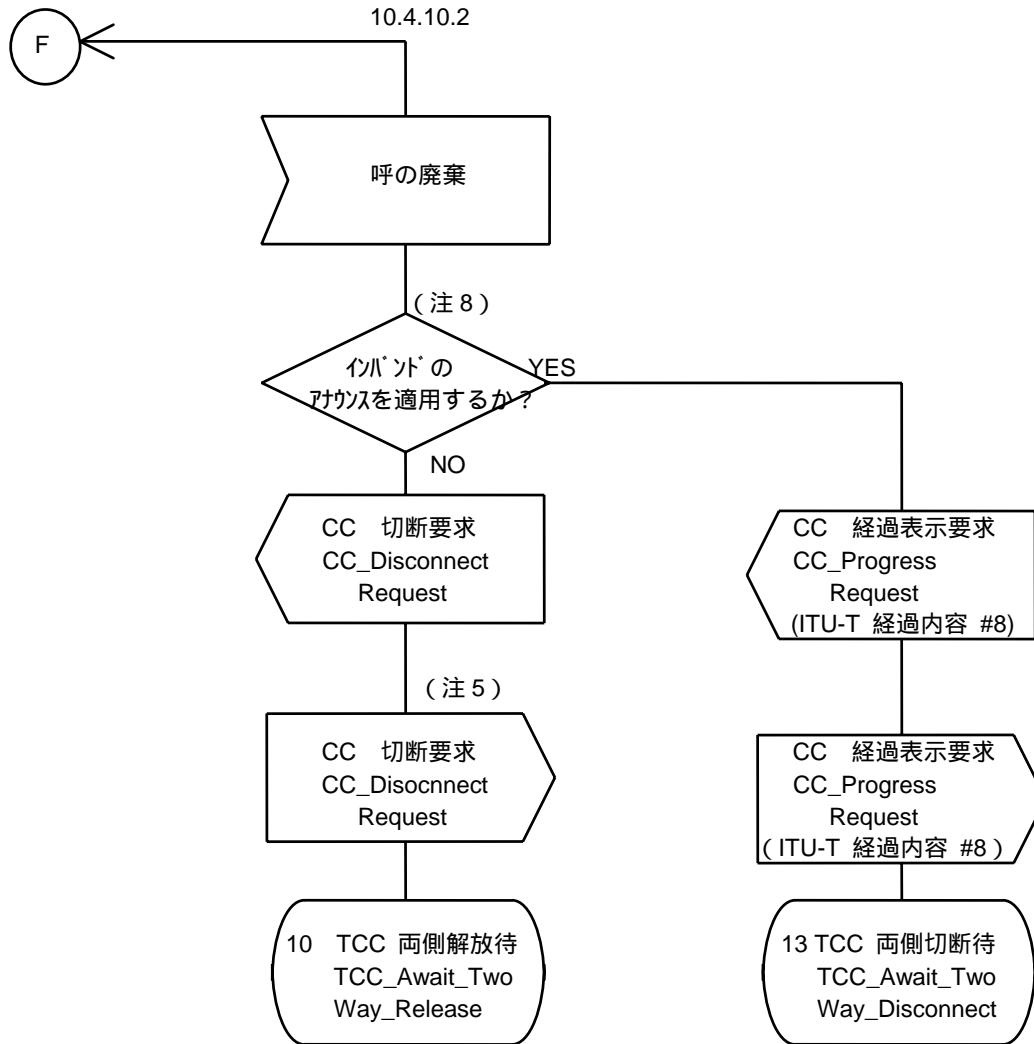 10.4.10.2
F
呼の廃棄
（注8）
ｲﾝﾊﾞﾝﾄﾞの
ｱﾅｳﾝｽを適用するか？
YES
NO
CC　切断要求
CC_Disconnect
Request
CC　経過表示要求
CC_Progress
Request
(ITU-T 経過内容 #8)
（注5）
CC　切断要求
CC_Disocnnect
Request
CC　経過表示要求
CC_Progress
Request
（ITU-T 経過内容 #8）
10　TCC 両側解放待
TCC_Await_Two
Way_Release
13 TCC 両側切断待
TCC_Await_Two
Way_Disconnect